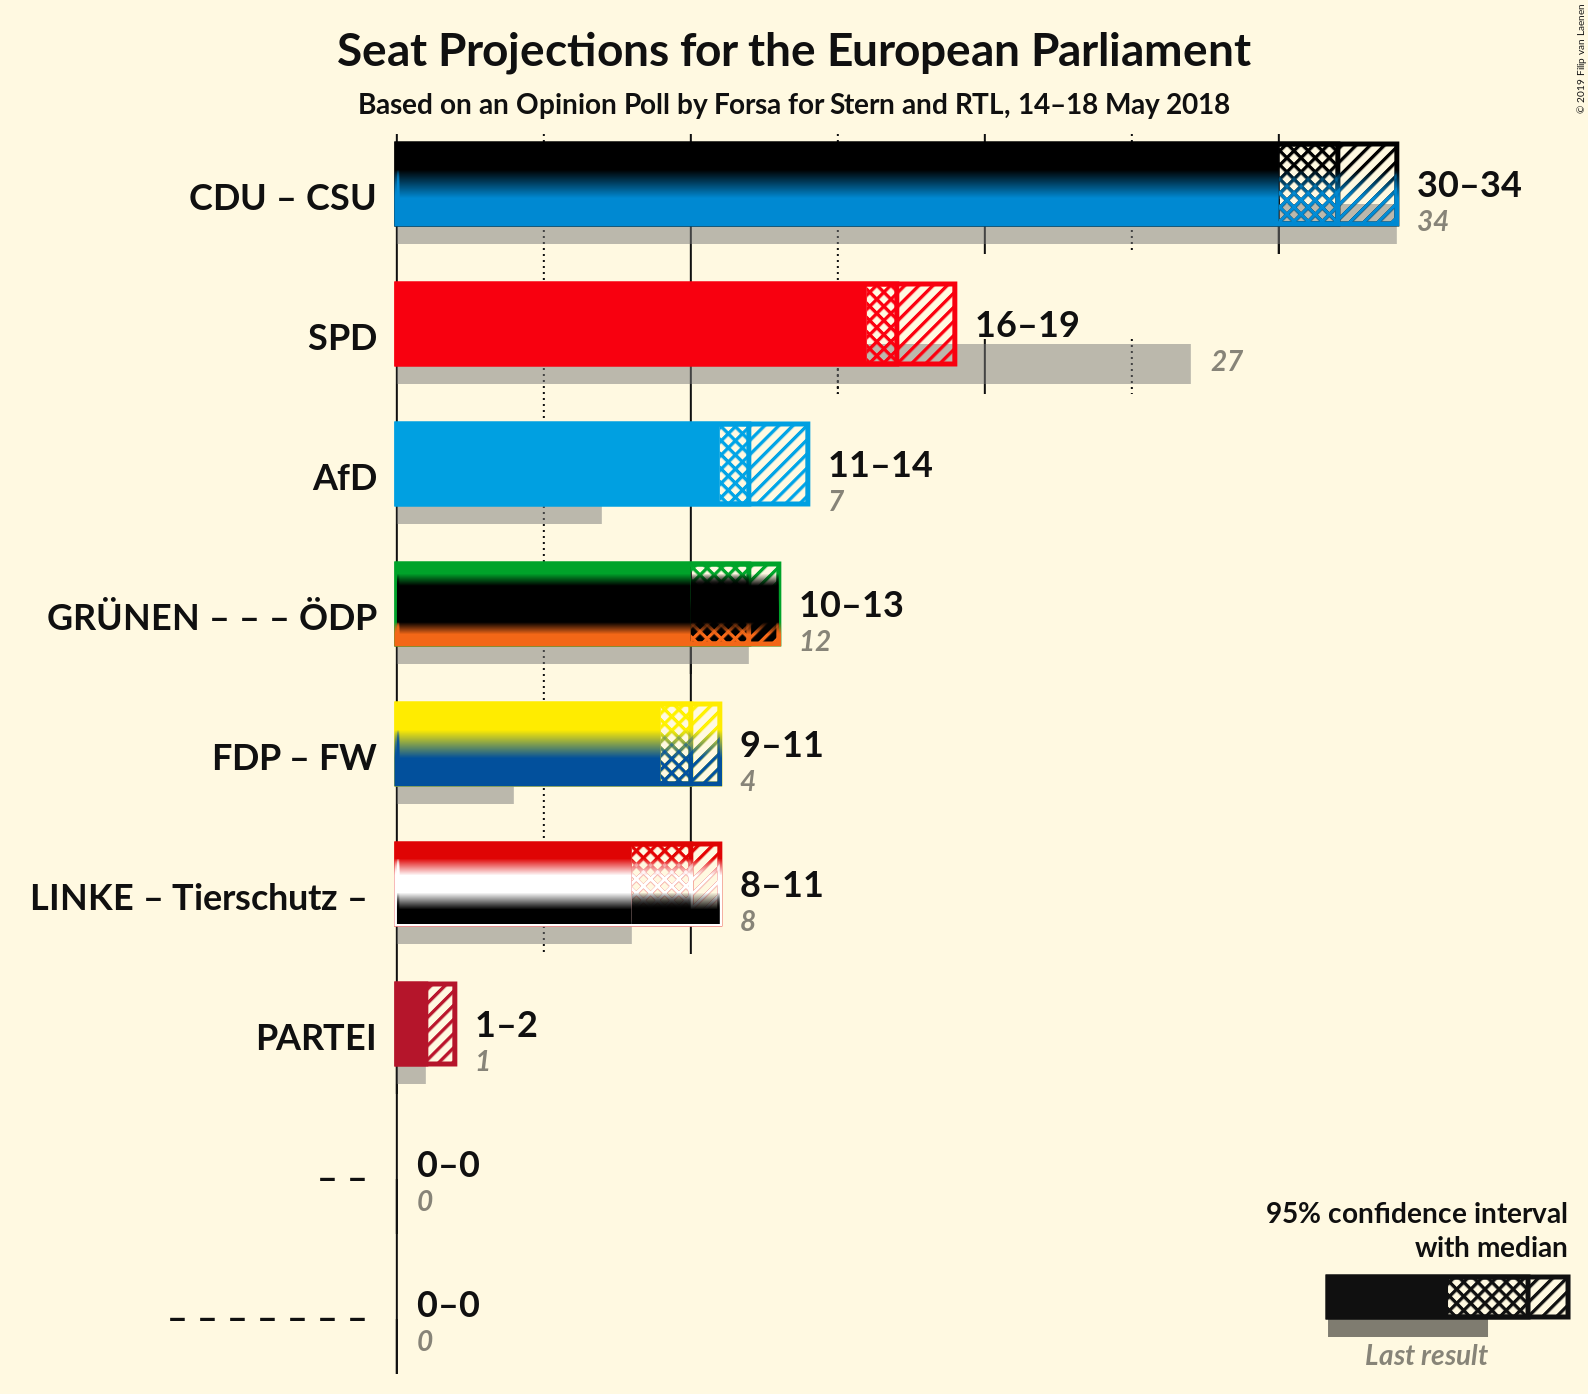 Seat Projections for the European Parliament
Based on an Opinion Poll by Forsa for Stern and RTL, 14–18 May 2018
© 2019 Filip van Laenen
CDU – CSU
30–34
34
SPD
16–19
27
AfD
11–14
7
GRÜNEN – – – ÖDP
10–13
12
FDP – FW
9–11
4
LINKE – Tierschutz –
8–11
8
PARTEI
1–2
1
– –
0–0
0
– – – – – – –
0–0
0
95% confidence interval
with median
Last result